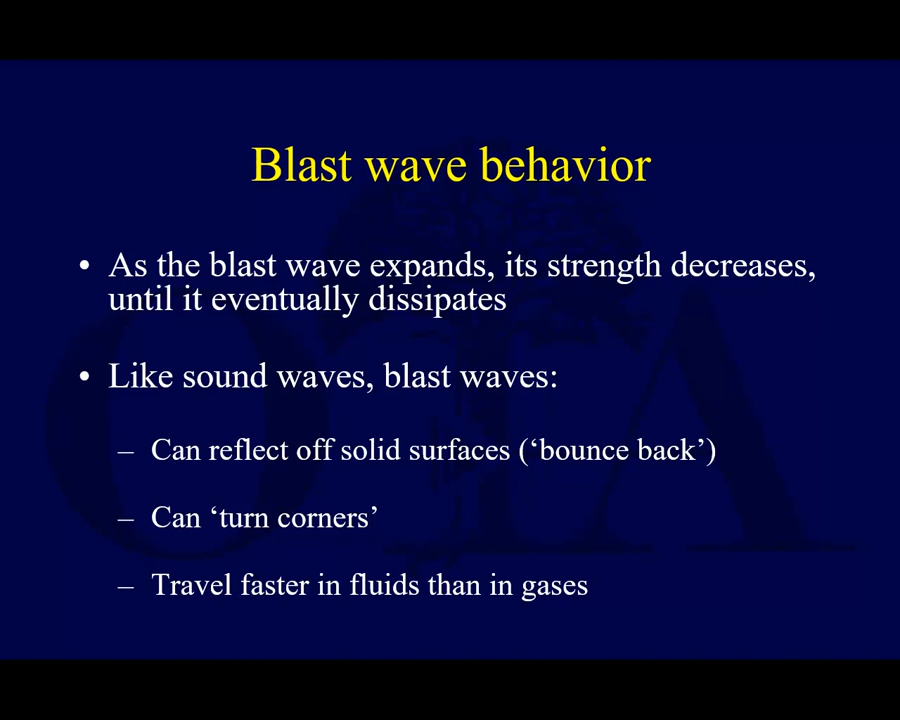 Blast wave behavior
• As the blast wave expands, its strength decreases,
until it eventually dissipates
• Like sound waves, blast waves:
– Can reflect off solid surfaces (‘bounce back’)
– Can ‘turn corners’
– Travel faster in fluids than in gases
OTA